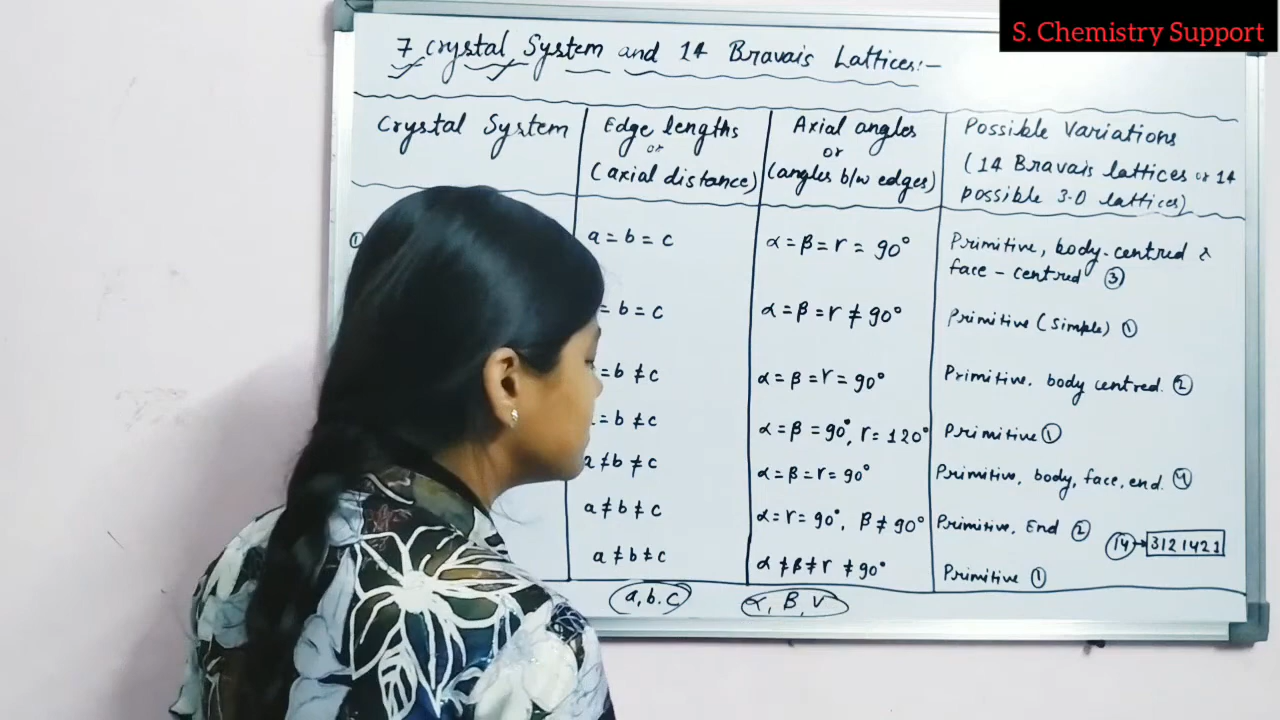 S. Chemistry Support
7 Crystal System and 14 Bravais Lattices:-
Crystal System
Edge lengths
or
(axial distance)
Axial angles
or
(angles b/w edges)
Possible Variations
(14 Bravais lattices or 14
possible 3-D lattices)
①
a = b = c
α = β = r = 90°
Primitive, body-centred &
face - centred ③
= b = c
α = β = r ≠ 90°
Primitive (Simple) ①
= b ≠ c
α = β = r = 90°
Primitive, body centred. ②
= b ≠ c
α = β = 90°, r = 120°
Primitive ①
a ≠ b ≠ c
α = β = r = 90°
Primitive, body, face, end. ④
a ≠ b ≠ c
α = r = 90°, β ≠ 90°
Primitive, End ②
14 → 3121421
a ≠ b ≠ c
α ≠ β ≠ r ≠ 90°
Primitive ①
a, b, c
α, β, r